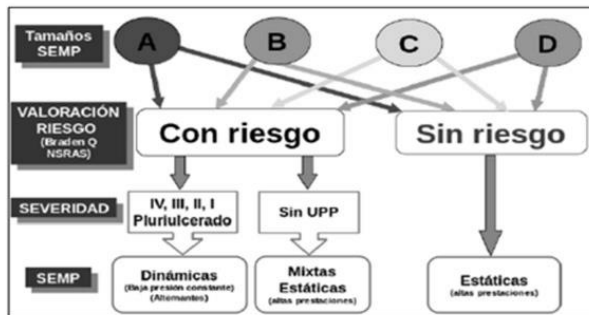 Tamaños
SEMP
A
B
C
D
VALORACIÓN
RIESGO
(Braden Q
NSRAS)
Con riesgo
Sin riesgo
SEVERIDAD
IV, III, II, I
Pluriulcerado
Sin UPP
SEMP
Dinámicas
(Baja presión constante)
(Alternantes)
Mixtas
Estáticas
(altas prestaciones)
Estáticas
(altas prestaciones)